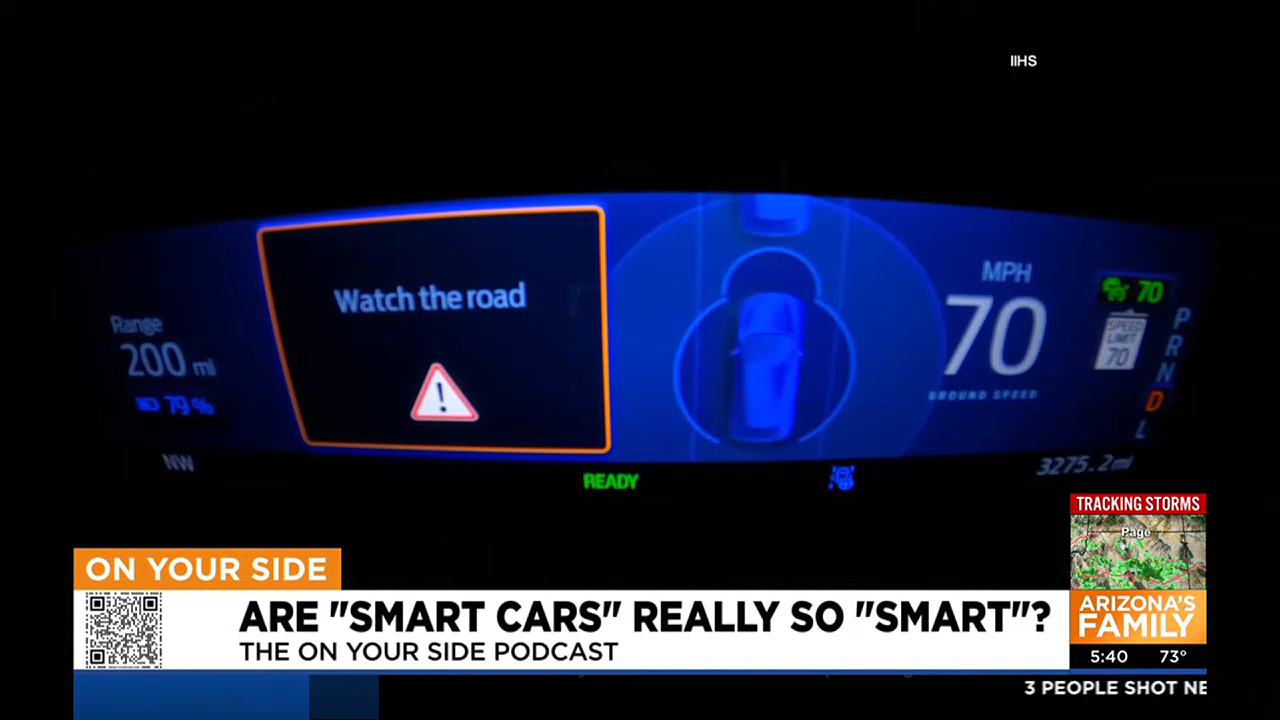 IIHS
Watch the road
Range
200 mi
79%
NW
READY
MPH
70
GROUND SPEED
70
SPEED
LIMIT
70
P
R
N
D
L
3275.2mi
TRACKING STORMS
Page
ON YOUR SIDE
ARE "SMART CARS" REALLY SO "SMART"?
THE ON YOUR SIDE PODCAST
ARIZONA'S
FAMILY
5:40 73°
3 PEOPLE SHOT NE